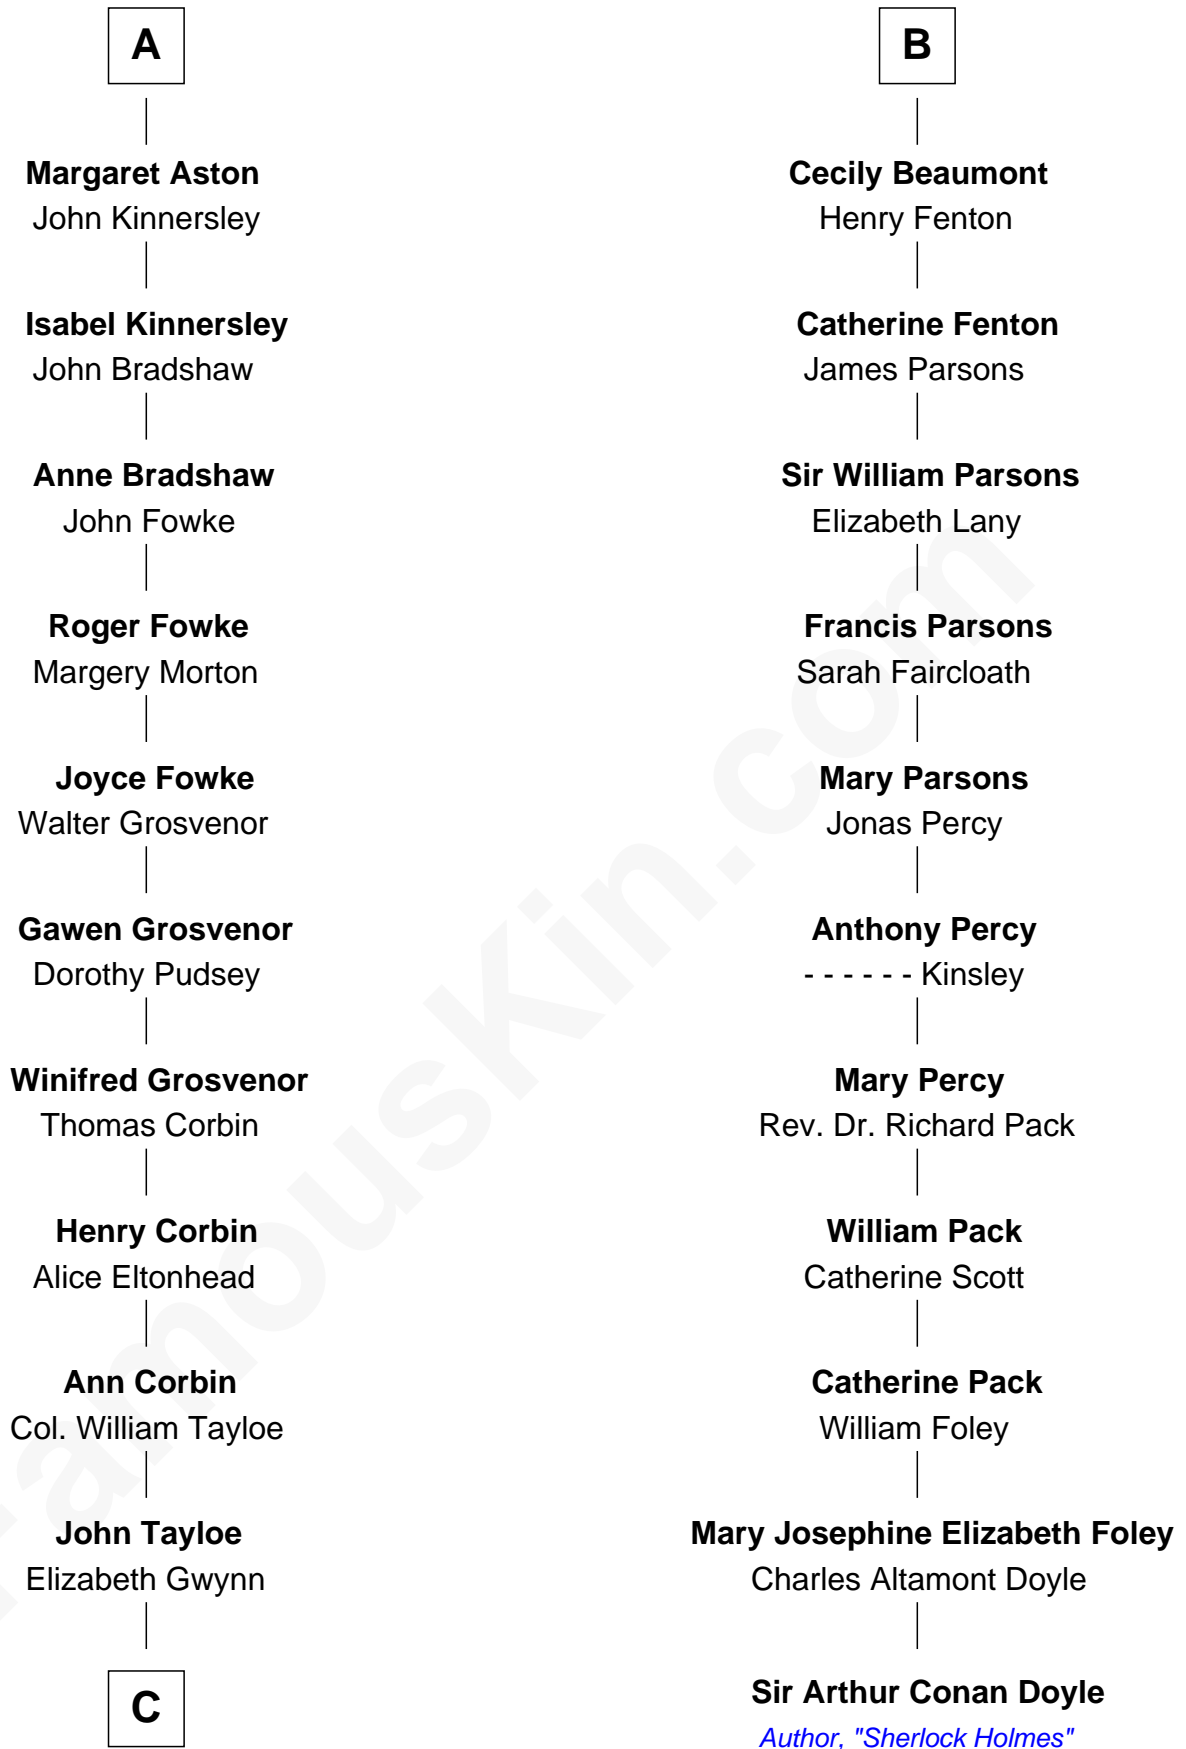 A
Margaret Aston
John Kinnersley
Isabel Kinnersley
John Bradshaw
Anne Bradshaw
John Fowke
Roger Fowke
Margery Morton
Joyce Fowke
Walter Grosvenor
Gawen Grosvenor
Dorothy Pudsey
Winifred Grosvenor
Thomas Corbin
Henry Corbin
Alice Eltonhead
Ann Corbin
Col. William Tayloe
John Tayloe
Elizabeth Gwynn
C
B
Cecily Beaumont
Henry Fenton
Catherine Fenton
James Parsons
Sir William Parsons
Elizabeth Lany
Francis Parsons
Sarah Faircloath
Mary Parsons
Jonas Percy
Anthony Percy
- - - - - - Kinsley
Mary Percy
Rev. Dr. Richard Pack
William Pack
Catherine Scott
Catherine Pack
William Foley
Mary Josephine Elizabeth Foley
Charles Altamont Doyle
Sir Arthur Conan Doyle
Author, "Sherlock Holmes"
FamousKin.com